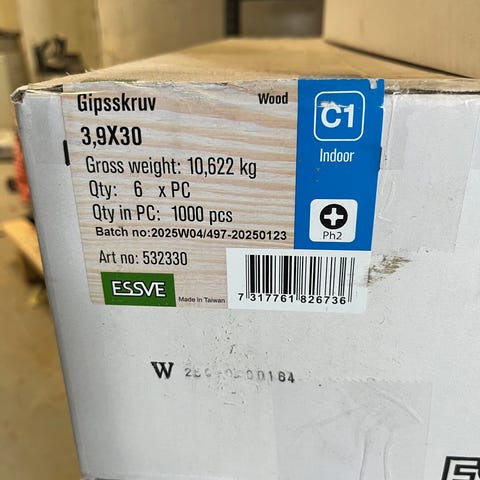 Gipsskruv Wood
3,9X30
Gross weight: 10,622 kg
Qty: 6 x PC
Qty in PC: 1000 pcs
Batch no:2025W04/497-20250123
Art no: 532330
ESSVE
Made In Taiwan
C1
Indoor
Ph2
7 317761 826736
W